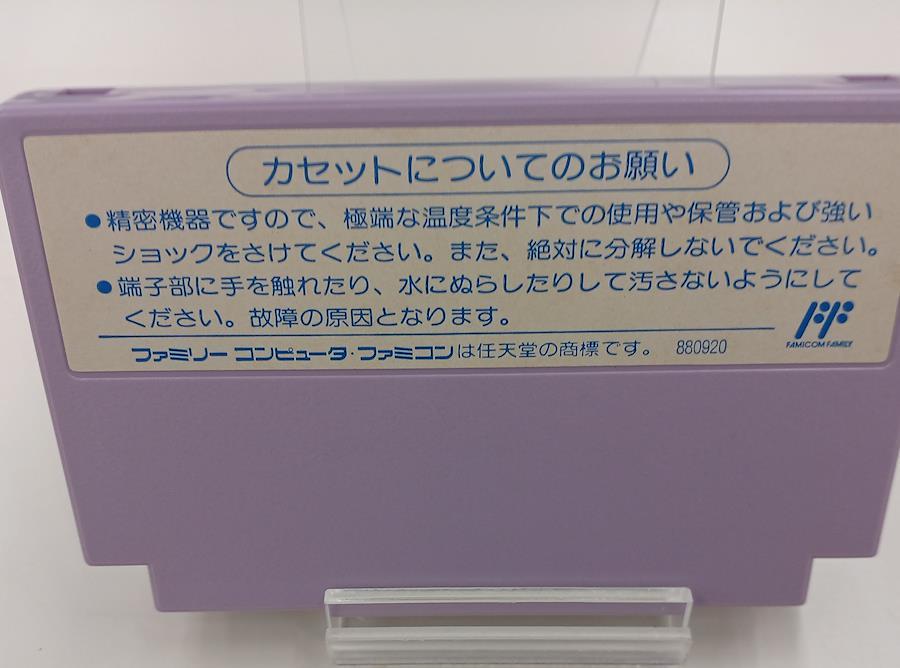 カセットについてのお願い
●精密機器ですので、極端な温度条件下での使用や保管および強い
ショックをさけてください。また、絶対に分解しないでください。
●端子部に手を触れたり、水にぬらしたりして汚さないようにして
ください。故障の原因となります。
ファミリー コンピュータ・ファミコンは任天堂の商標です。 880920
FAMICOM FAMILY